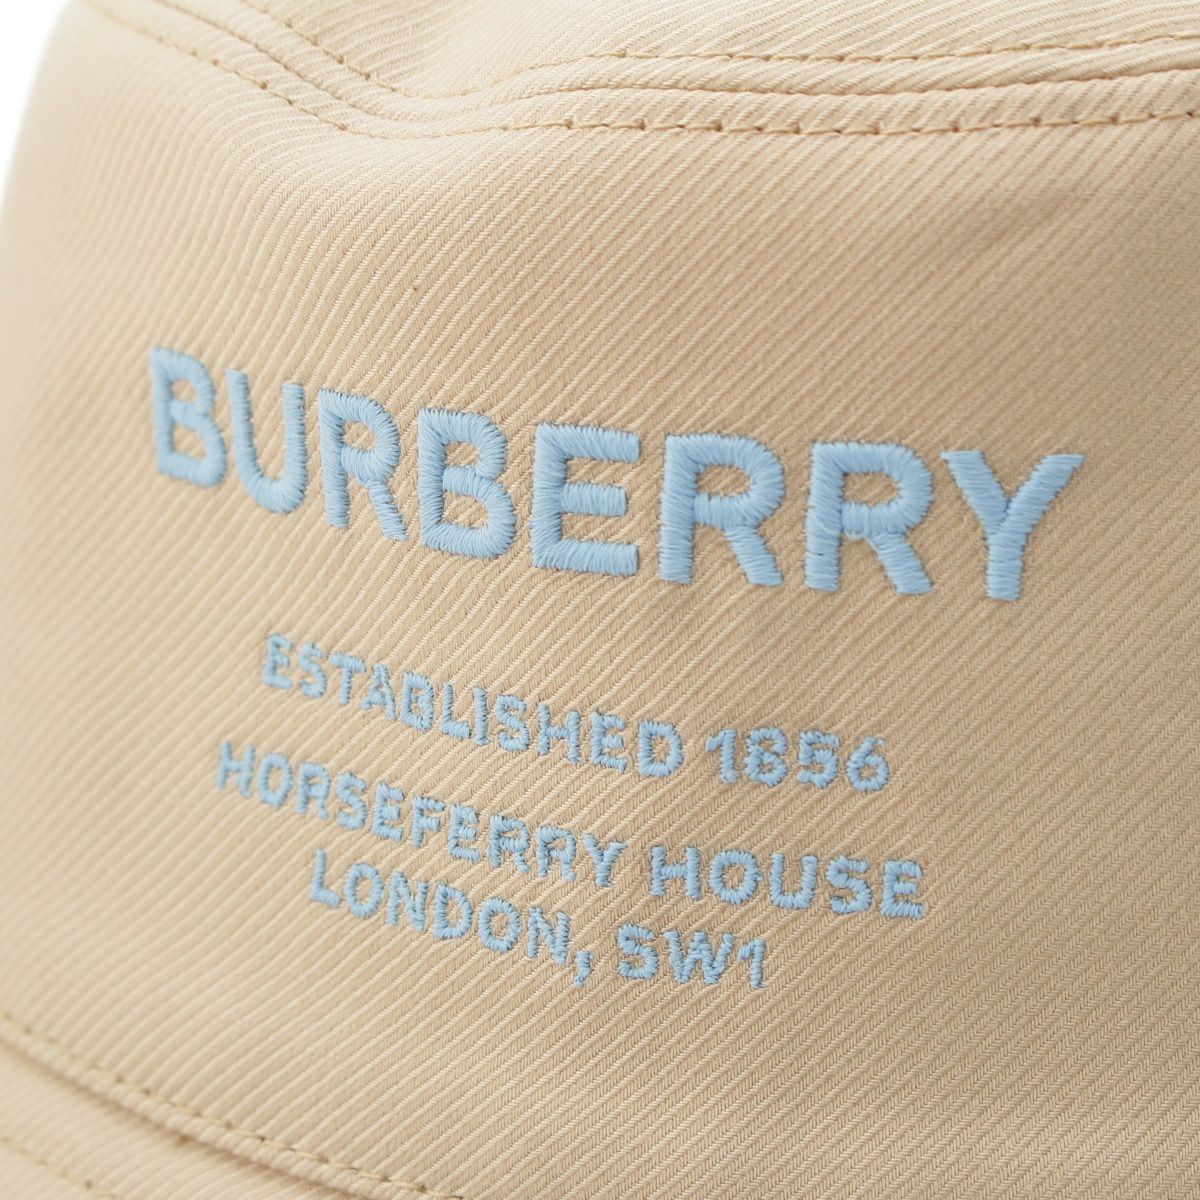 BURBERRY
ESTABLISHED 1856
HORSEFERRY HOUSE
LONDON, SW1